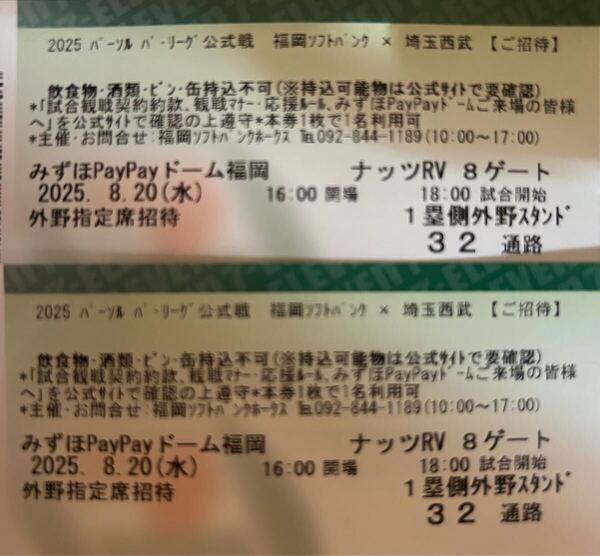 2025 パーソル パ・リーグ公式戦　福岡ソフトバンク × 埼玉西武 【ご招待】
飲食物・酒類・ビン・缶持込不可(※持込可能物は公式サイトで要確認)
*「試合観戦契約約款、観戦マナー・応援ルール、みずほPayPayドームご来場の皆様
へ」を公式サイトで確認の上遵守*本券1枚で1名利用可
*主催・お問合せ：福岡ソフトバンクホークス ℡092-844-1189(10:00～17:00)
みずほPayPayドーム福岡　ナッツRV 8ゲート
2025. 8.20(水)　16:00 開場　18:00 試合開始
外野指定席招待　1塁側外野スタンド
32 通路
ELEVEN
2025 パーソル パ・リーグ公式戦　福岡ソフトバンク × 埼玉西武 【ご招待】
飲食物・酒類・ビン・缶持込不可(※持込可能物は公式サイトで要確認)
*「試合観戦契約約款、観戦マナー・応援ルール、みずほPayPayドームご来場の皆様
へ」を公式サイトで確認の上遵守*本券1枚で1名利用可
*主催・お問合せ：福岡ソフトバンクホークス ℡092-844-1189(10:00～17:00)
みずほPayPayドーム福岡　ナッツRV 8ゲート
2025. 8.20(水)　16:00 開場　18:00 試合開始
外野指定席招待　1塁側外野スタンド
32 通路